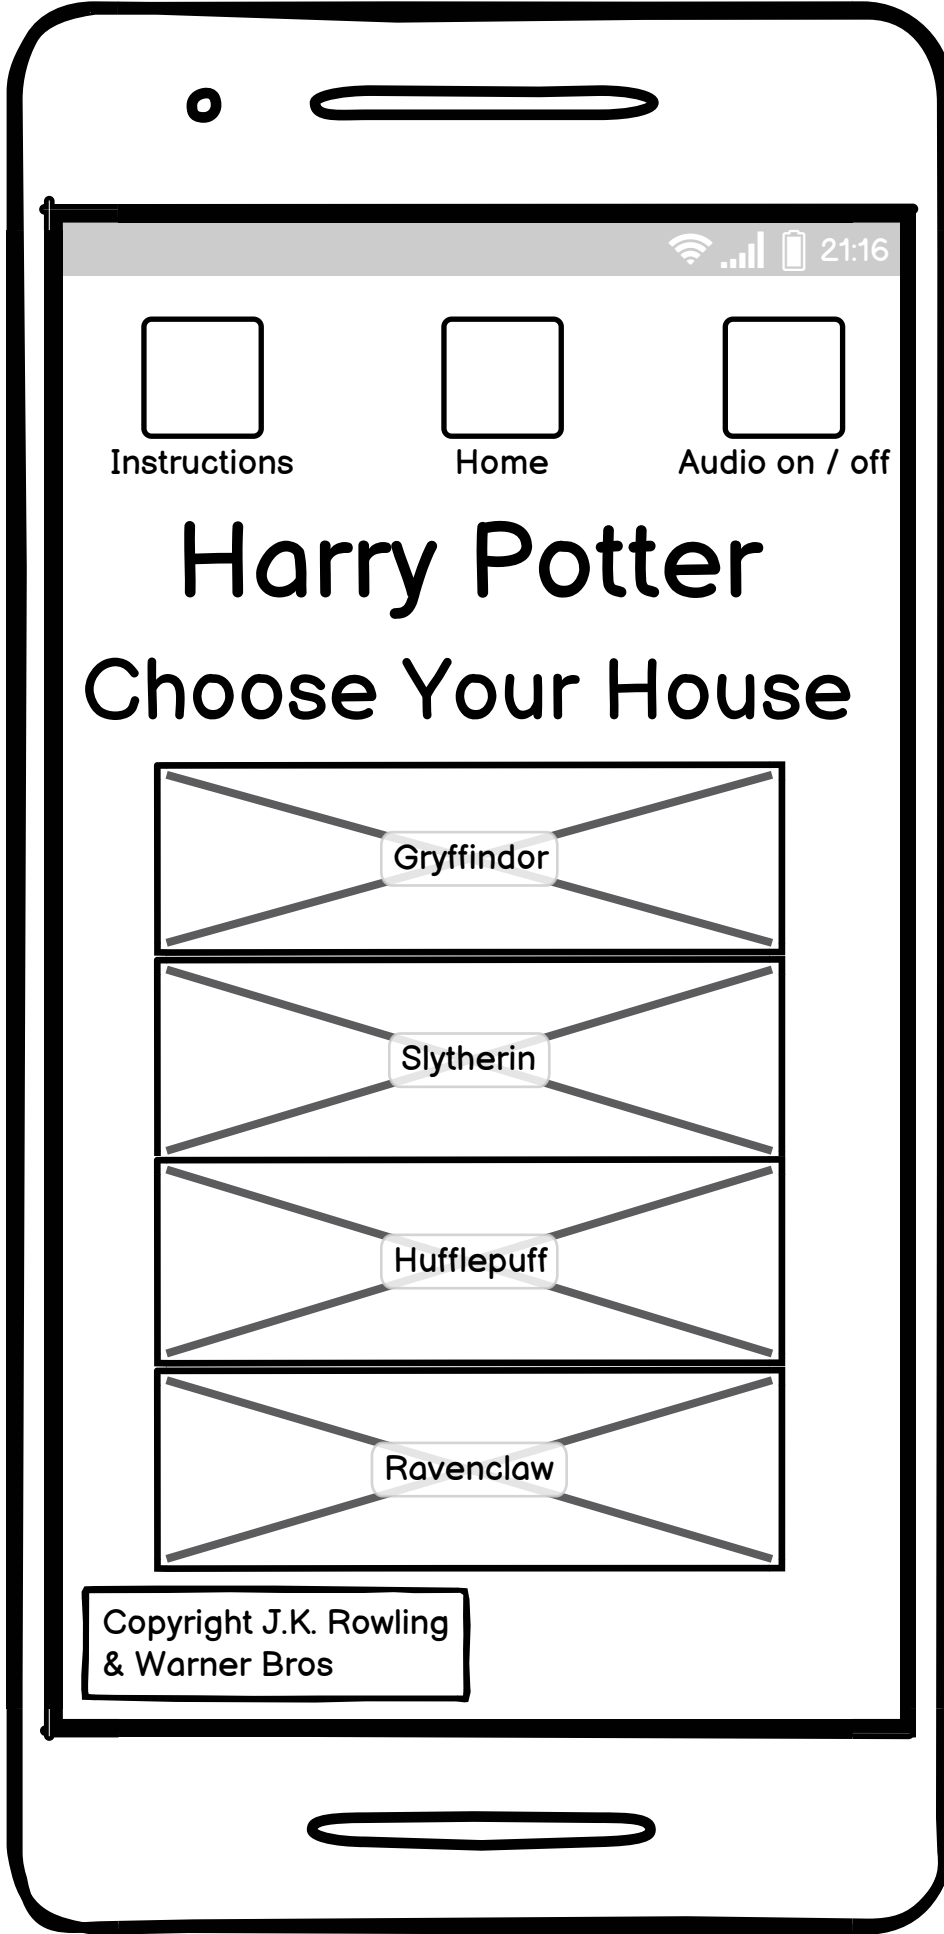 21:16
Instructions Home Audio on / off
Harry Potter
Choose Your House
Gryffindor
Slytherin
Hufflepuff
Ravenclaw
Copyright J.K. Rowling
& Warner Bros